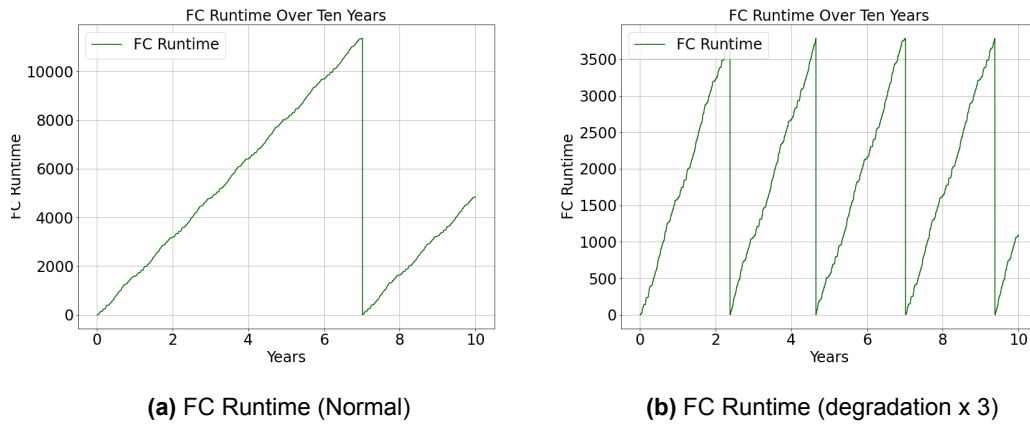 FC Runtime Over Ten Years
FC Runtime
10000
8000
6000
4000
2000
0
FC Runtime
0 2 4 6 8 10
Years
(a) FC Runtime (Normal)
FC Runtime Over Ten Years
FC Runtime
3500
3000
2500
2000
1500
1000
500
0
FC Runtime
0 2 4 6 8 10
Years
(b) FC Runtime (degradation x 3)